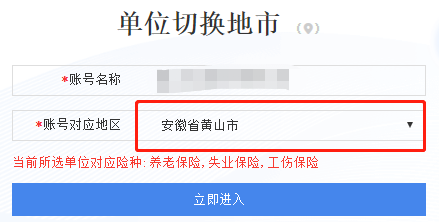 单位切换地市
*账号名称
*账号对应地区 安徽省黄山市
当前所选单位对应险种: 养老保险, 失业保险, 工伤保险
立即进入